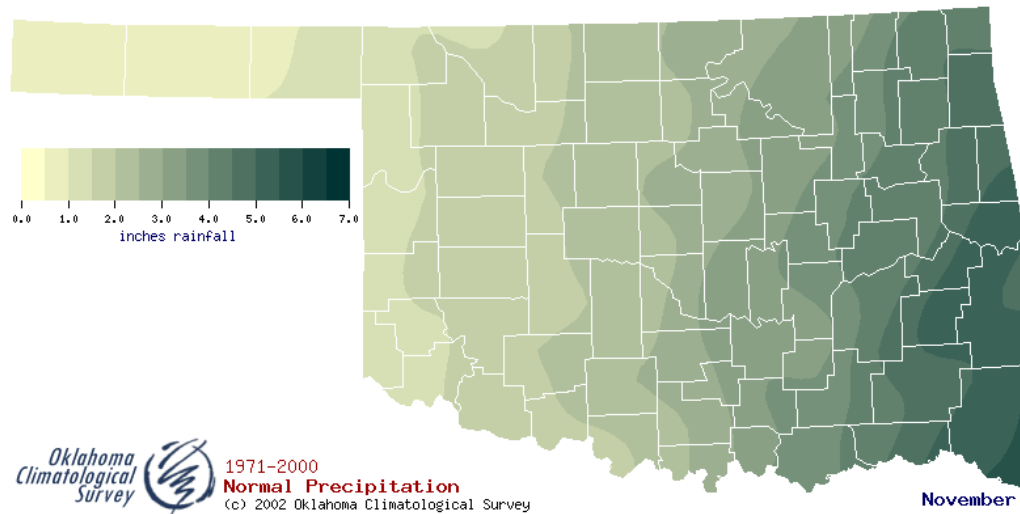 0.0 1.0 2.0 3.0 4.0 5.0 6.0 7.0
inches rainfall
Oklahoma
Climatological
Survey
1971-2000
Normal Precipitation
(c) 2002 Oklahoma Climatological Survey
November